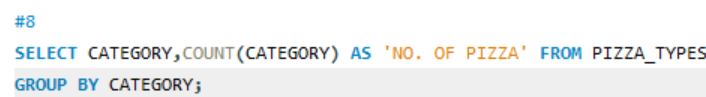 #8
SELECT CATEGORY,COUNT(CATEGORY) AS 'NO. OF PIZZA' FROM PIZZA_TYPES
GROUP BY CATEGORY;